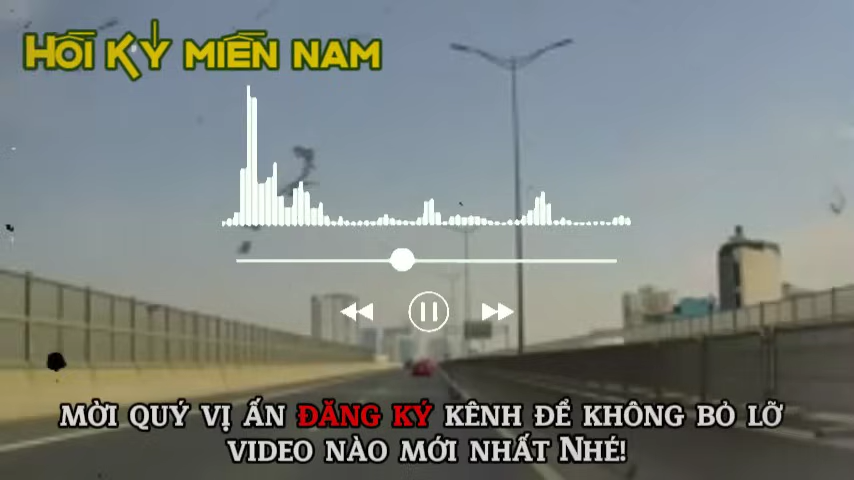 HỒI KÝ MIỀN NAM
MỜI QUÝ VỊ ẤN ĐĂNG KÝ KÊNH ĐỂ KHÔNG BỎ LỠ
VIDEO NÀO MỚI NHẤT NHÉ!